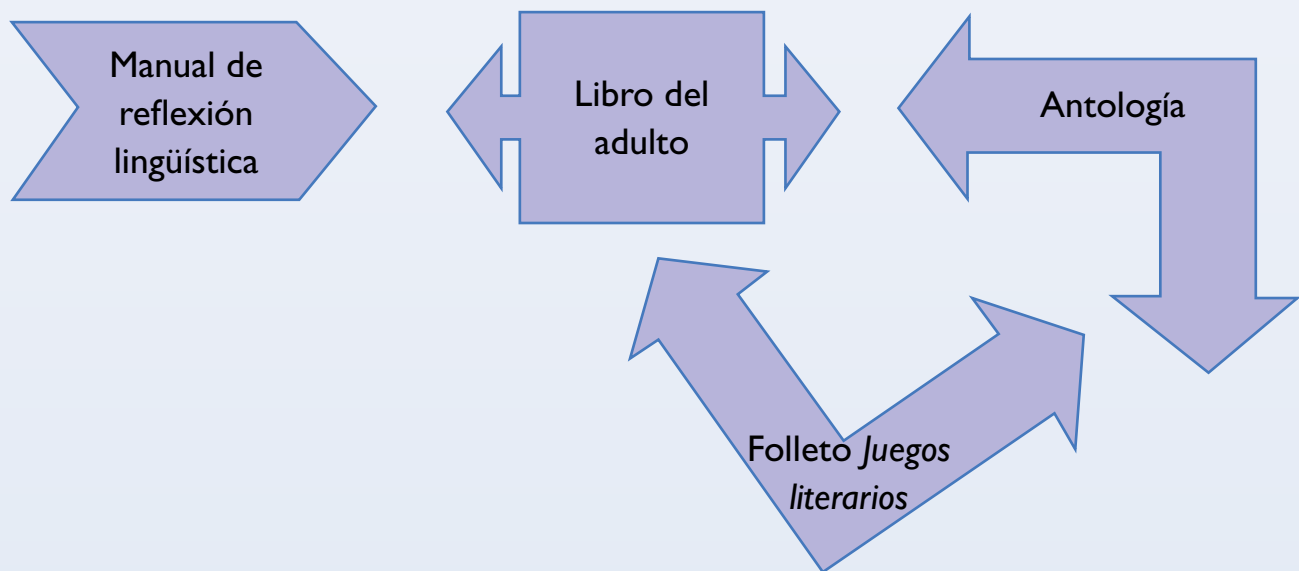 Manual de
reflexión
lingüística
Libro del
adulto
Antología
Folleto Juegos
literarios